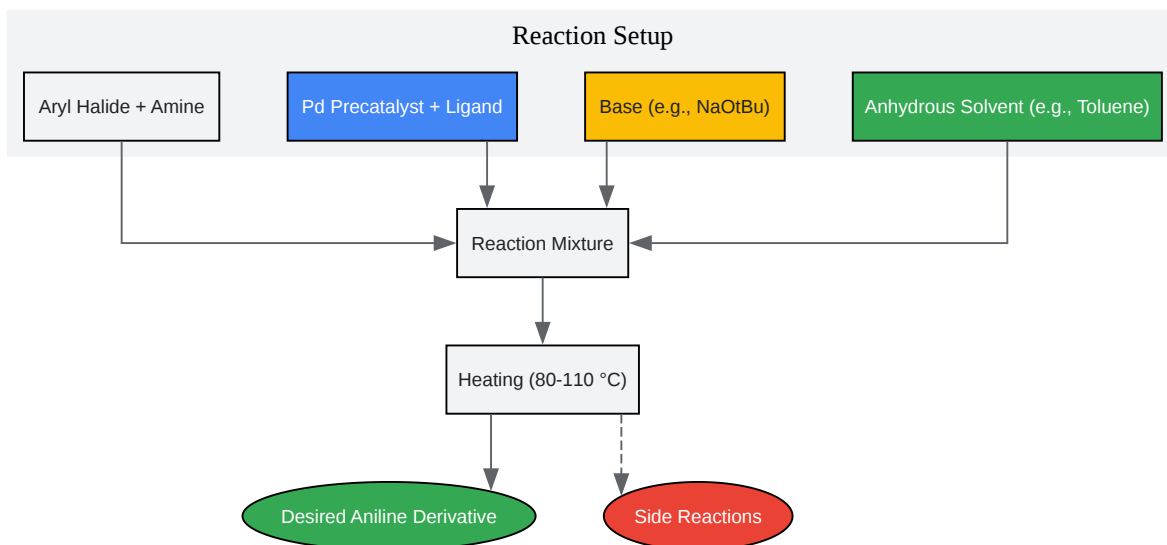 Reaction Setup
Aryl Halide + Amine
Pd Precatalyst + Ligand
Base (e.g., NaOtBu)
Anhydrous Solvent (e.g., Toluene)
Reaction Mixture
Heating (80-110 °C)
Desired Aniline Derivative
Side Reactions